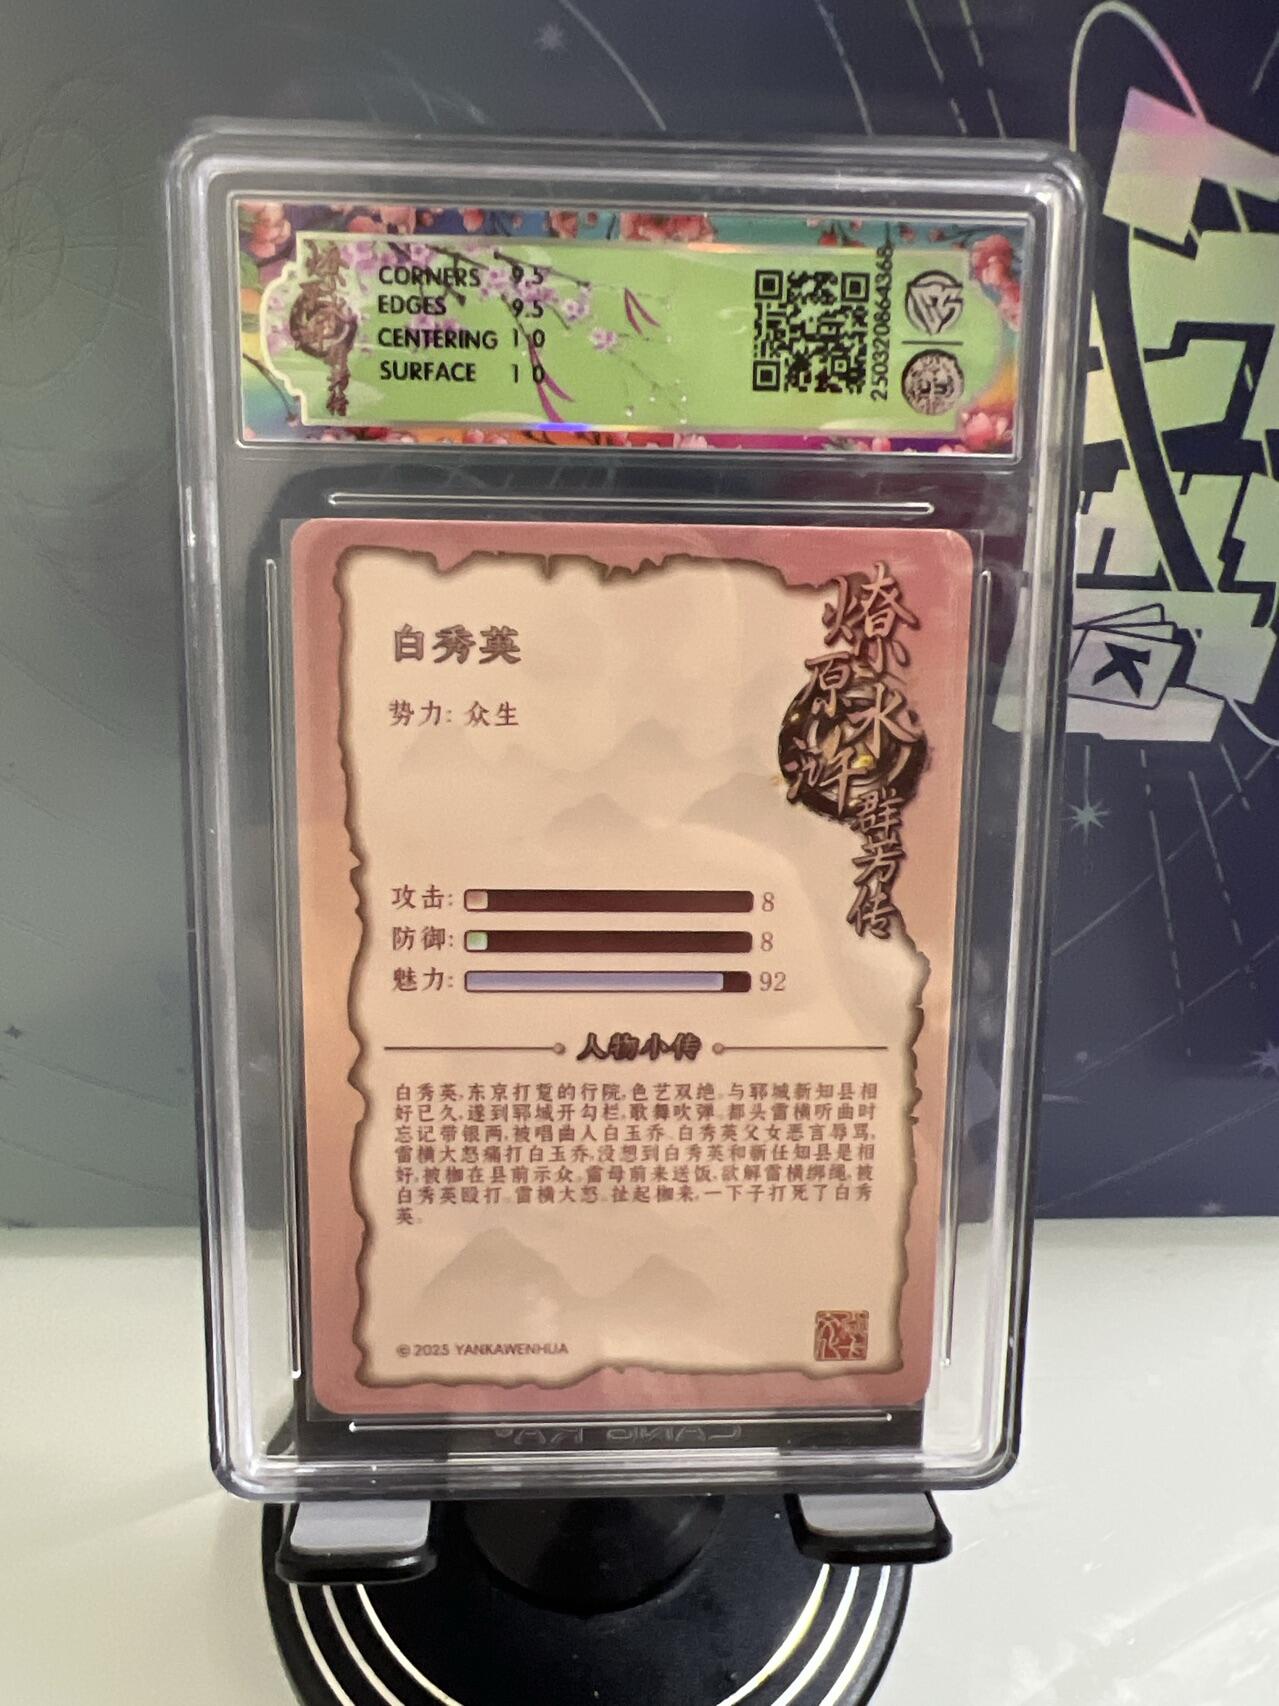 CORNERS 9.5
EDGES 9.5
CENTERING 10
SURFACE 10
250320864368
白秀英
势力: 众生
燎原水浒群芳传
攻击: 8
防御: 8
魅力: 92
人物小传
白秀英,东京打踅的行院,色艺双绝。与郓城新知县相
好已久,遂到郓城开勾栏,歌舞吹弹。都头雷横听曲时
忘记带银两,被唱曲人白玉乔、白秀英父女恶言辱骂,
雷横大怒痛打白玉乔,没想到白秀英和新任知县是相
好,被枷在县前示众。雷母前来送饭,欲解雷横绑绳,被
白秀英殴打。雷横大怒。扯起枷来,一下子打死了白秀
英。
© 2025 YANKAWENHUA